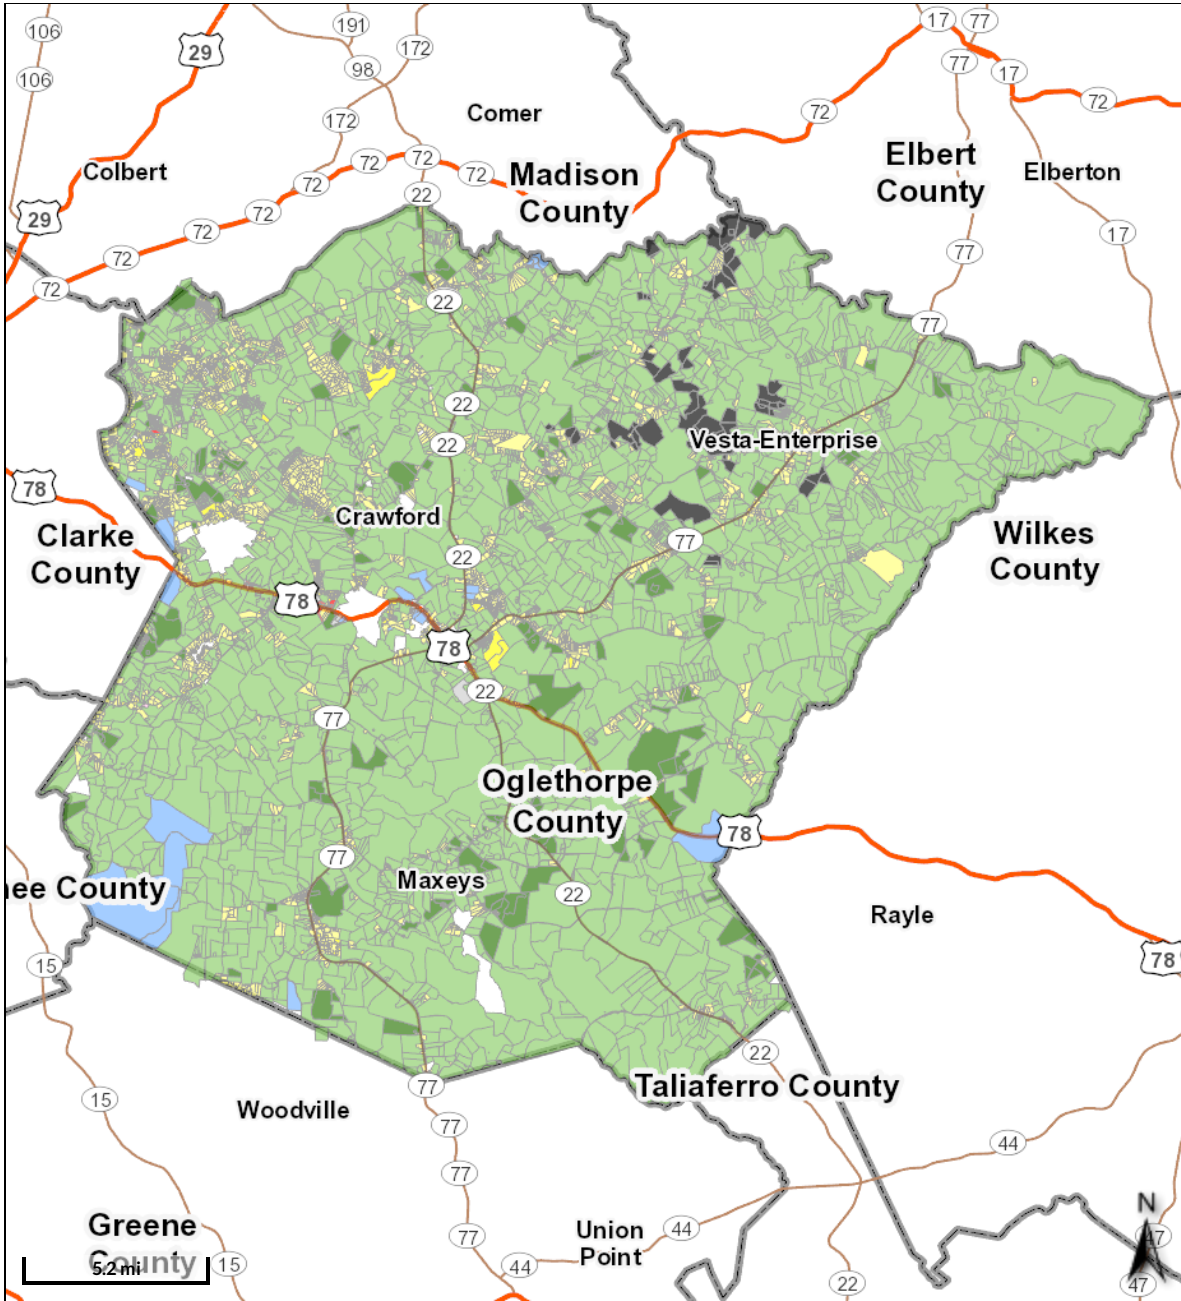 106
191
17
77
29
172
98
77
106
17
72
72
Comer
172
Elbert
County
72
72
72
Madison
County
Elberton
Colbert
72
22
72
29
72
17
77
72
72
22
77
22
22
Vesta-Enterprise
78
Crawford
Clarke
County
77
Wilkes
County
22
78
78
22
77
Oglethorpe
County
78
77
Maxeys
nee County
22
Rayle
78
15
22
77
Taliaferro County
15
Woodville
77
44
77
Greene
County
5.2 mi
Union
Point
44
N
77
47
15
44
22
47